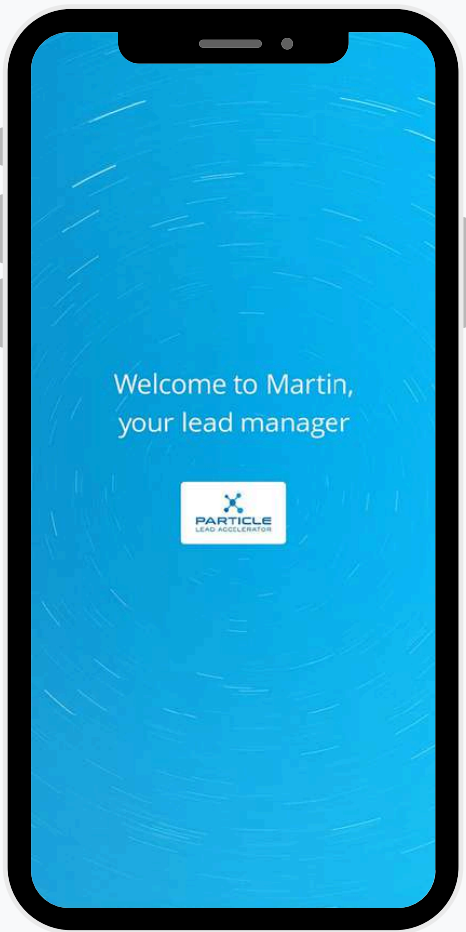 Welcome to Martin,
your lead manager
PARTICLE
LEAD ACCELERATOR